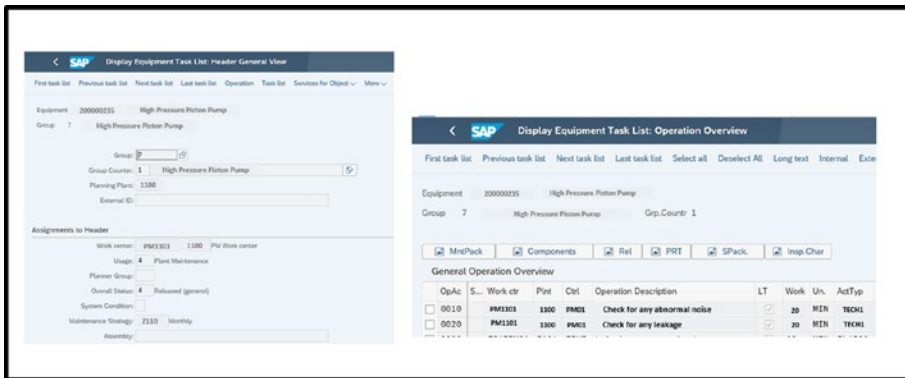 SAP Display Equipment Task List: Header General View
First task list Previous task list Next task list Last task list Operation Task list Services for Object More
Equipment 200000235 High Pressure Piston Pump
Group 7 High Pressure Piston Pump
Group: 7
Group Counter: 1 High Pressure Piston Pump
Planning Plant: 1100
External ID:
Assignments to Header
Work center: PM1101 1100 PM Work center
Usage: 4 Plant Maintenance
Planner Group:
Overall Status: 4 Released (general)
System Condition:
Maintenance Strategy: Z110 Monthly
Assembly:
SAP Display Equipment Task List: Operation Overview
First task list Previous task list Next task list Last task list Select all Deselect All Long text Internal Exte
Equipment 200000235 High Pressure Piston Pump
Group 7 High Pressure Piston Pump Grp.Countr 1
MntPack Components Rel PRT SPack. Insp.Char
General Operation Overview
OpAc S... Work ctr Plnt Ctrl Operation Description LT Work Un. ActTyp
0010 PM1101 1100 PM01 Check for any abnormal noise 20 MIN TECH1
0020 PM1101 1100 PM01 Check for any leakage 20 MIN TECH1